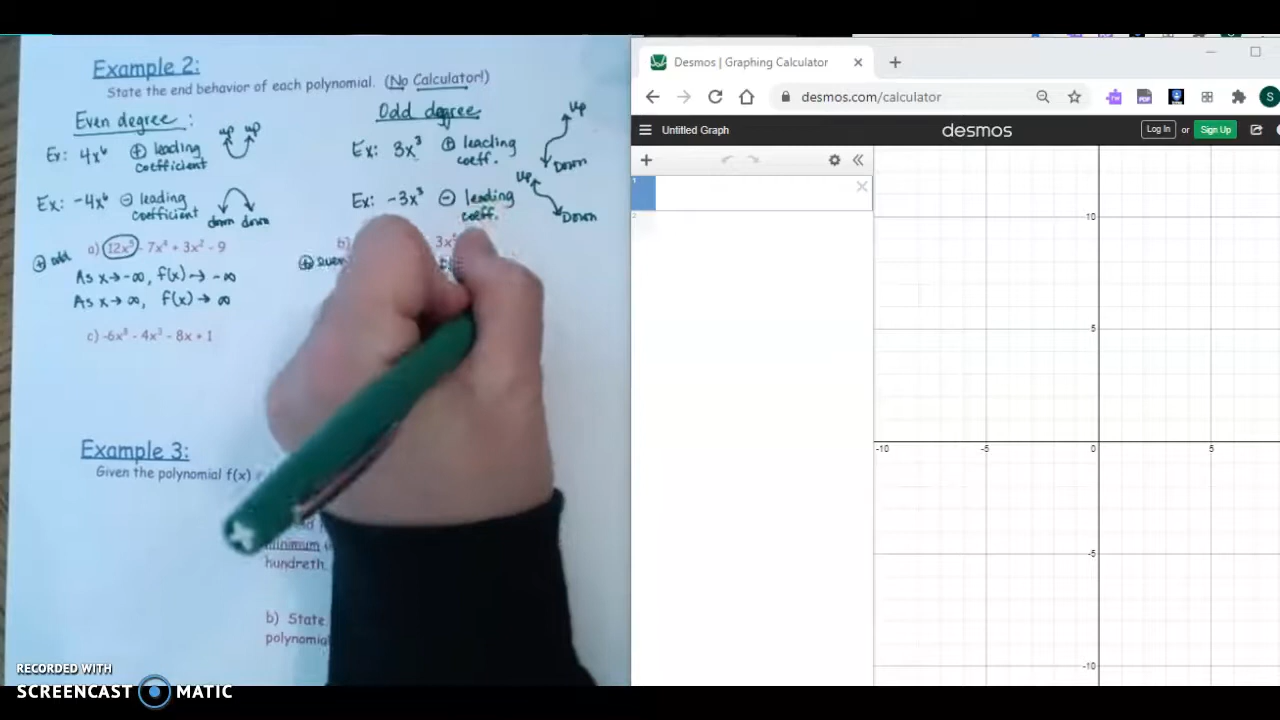 Example 2:
State the end behavior of each polynomial. (No Calculator!)
Even degree :
Ex: 4x⁶ ⊕ leading coefficient
up up
Ex: -4x⁶ ⊖ leading coefficient
down down
Odd degree
Ex: 3x³ ⊕ leading coeff.
Up
Down
Ex: -3x³ ⊖ leading coeff.
Up
Down
⊕ odd
a) 12x⁵ - 7x⁴ + 3x² - 9
As x → -∞, f(x) → -∞
As x → ∞, f(x) → ∞
b)
⊕ even
c) -6x⁸ - 4x³ - 8x + 1
Example 3:
Given the polynomial f(x)
minimum
hundreth.
b) State
polynomial
Desmos | Graphing Calculator
desmos.com/calculator
S
Untitled Graph
desmos
Log In or Sign Up
1
2
10
5
-10 -5 0 5
-5
-10
RECORDED WITH
SCREENCAST MATIC